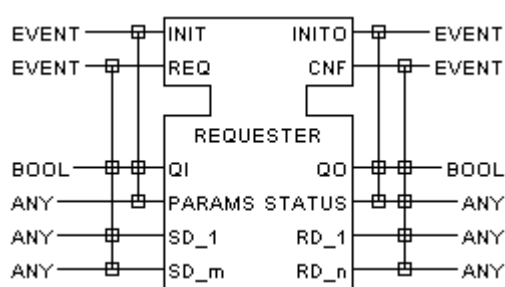 EVENT INIT INITO EVENT
EVENT REQ CNF EVENT
REQUESTER
BOOL QI QO BOOL
ANY PARAMS STATUS ANY
ANY SD_1 RD_1 ANY
ANY SD_m RD_n ANY